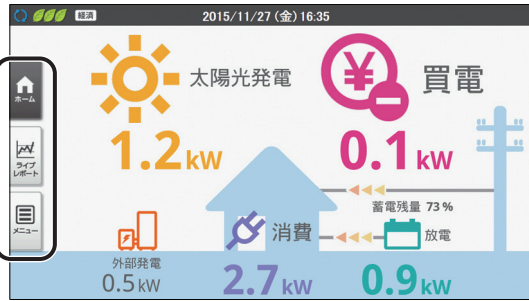 経済
2015/11/27(金)16:35
ホーム
ライブ
レポート
メニュー
太陽光発電
1.2kW
¥
買電
0.1kW
蓄電残量 73%
外部発電
0.5kW
消費
2.7kW
放電
0.9kW